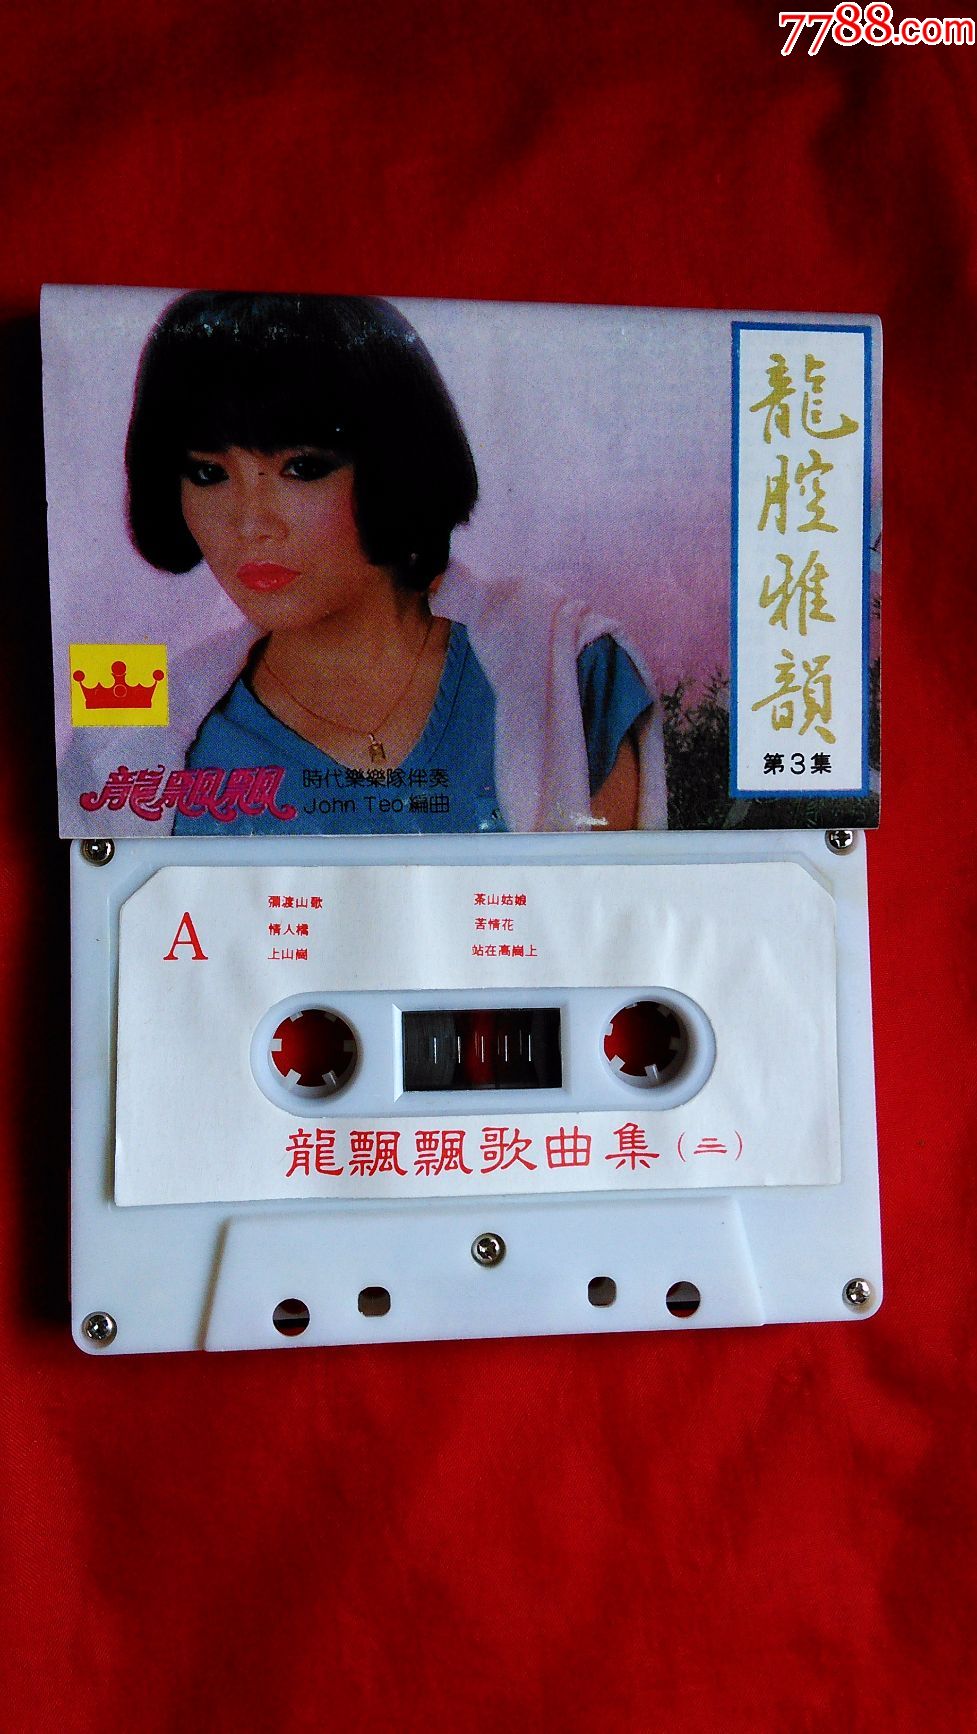 7788.com
龍腔雅韻
第3集
龍飄飄
時代樂樂隊伴奏
John Teo 編曲
A
彌渡山歌
情人橋
上山崗
茶山姑娘
苦情花
站在高崗上
龍飄飄歌曲集(三)